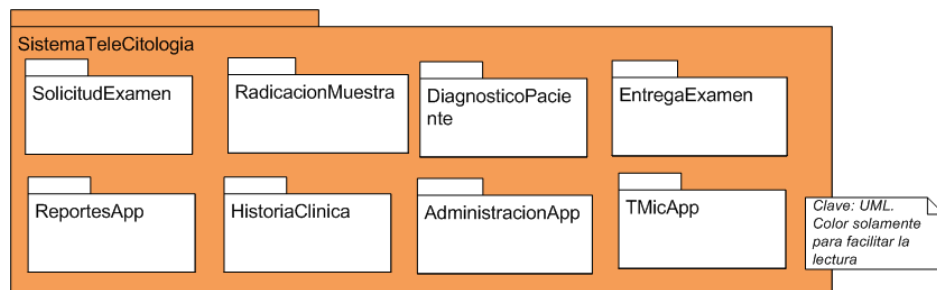 SistemaTeleCitologia
SolicitudExamen
RadicacionMuestra
DiagnosticoPacie
nte
EntregaExamen
ReportesApp
HistoriaClinica
AdministracionApp
TMicApp
Clave: UML.
Color solamente
para facilitar la
lectura